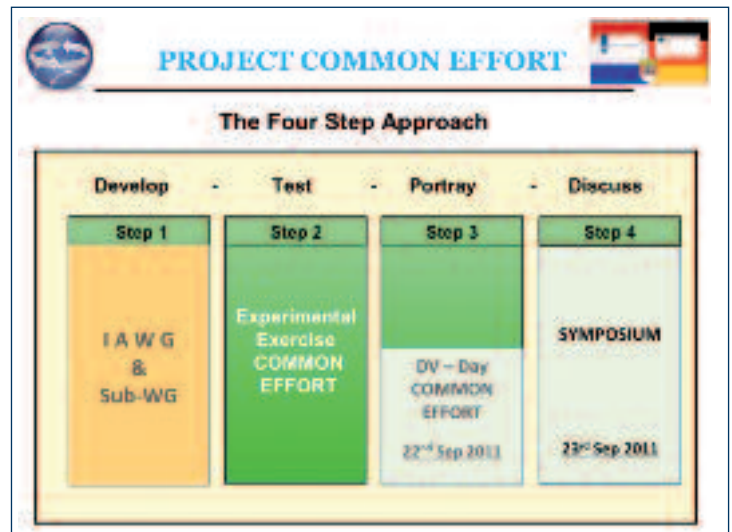 PROJECT COMMON EFFORT
The Four Step Approach
Develop - Test - Portray - Discuss
Step 1
I A W G
&
Sub-WG
Step 2
Experimental
Exercise
COMMON
EFFORT
Step 3
DV – Day
COMMON
EFFORT
22nd Sep 2011
Step 4
SYMPOSIUM
23rd Sep 2011